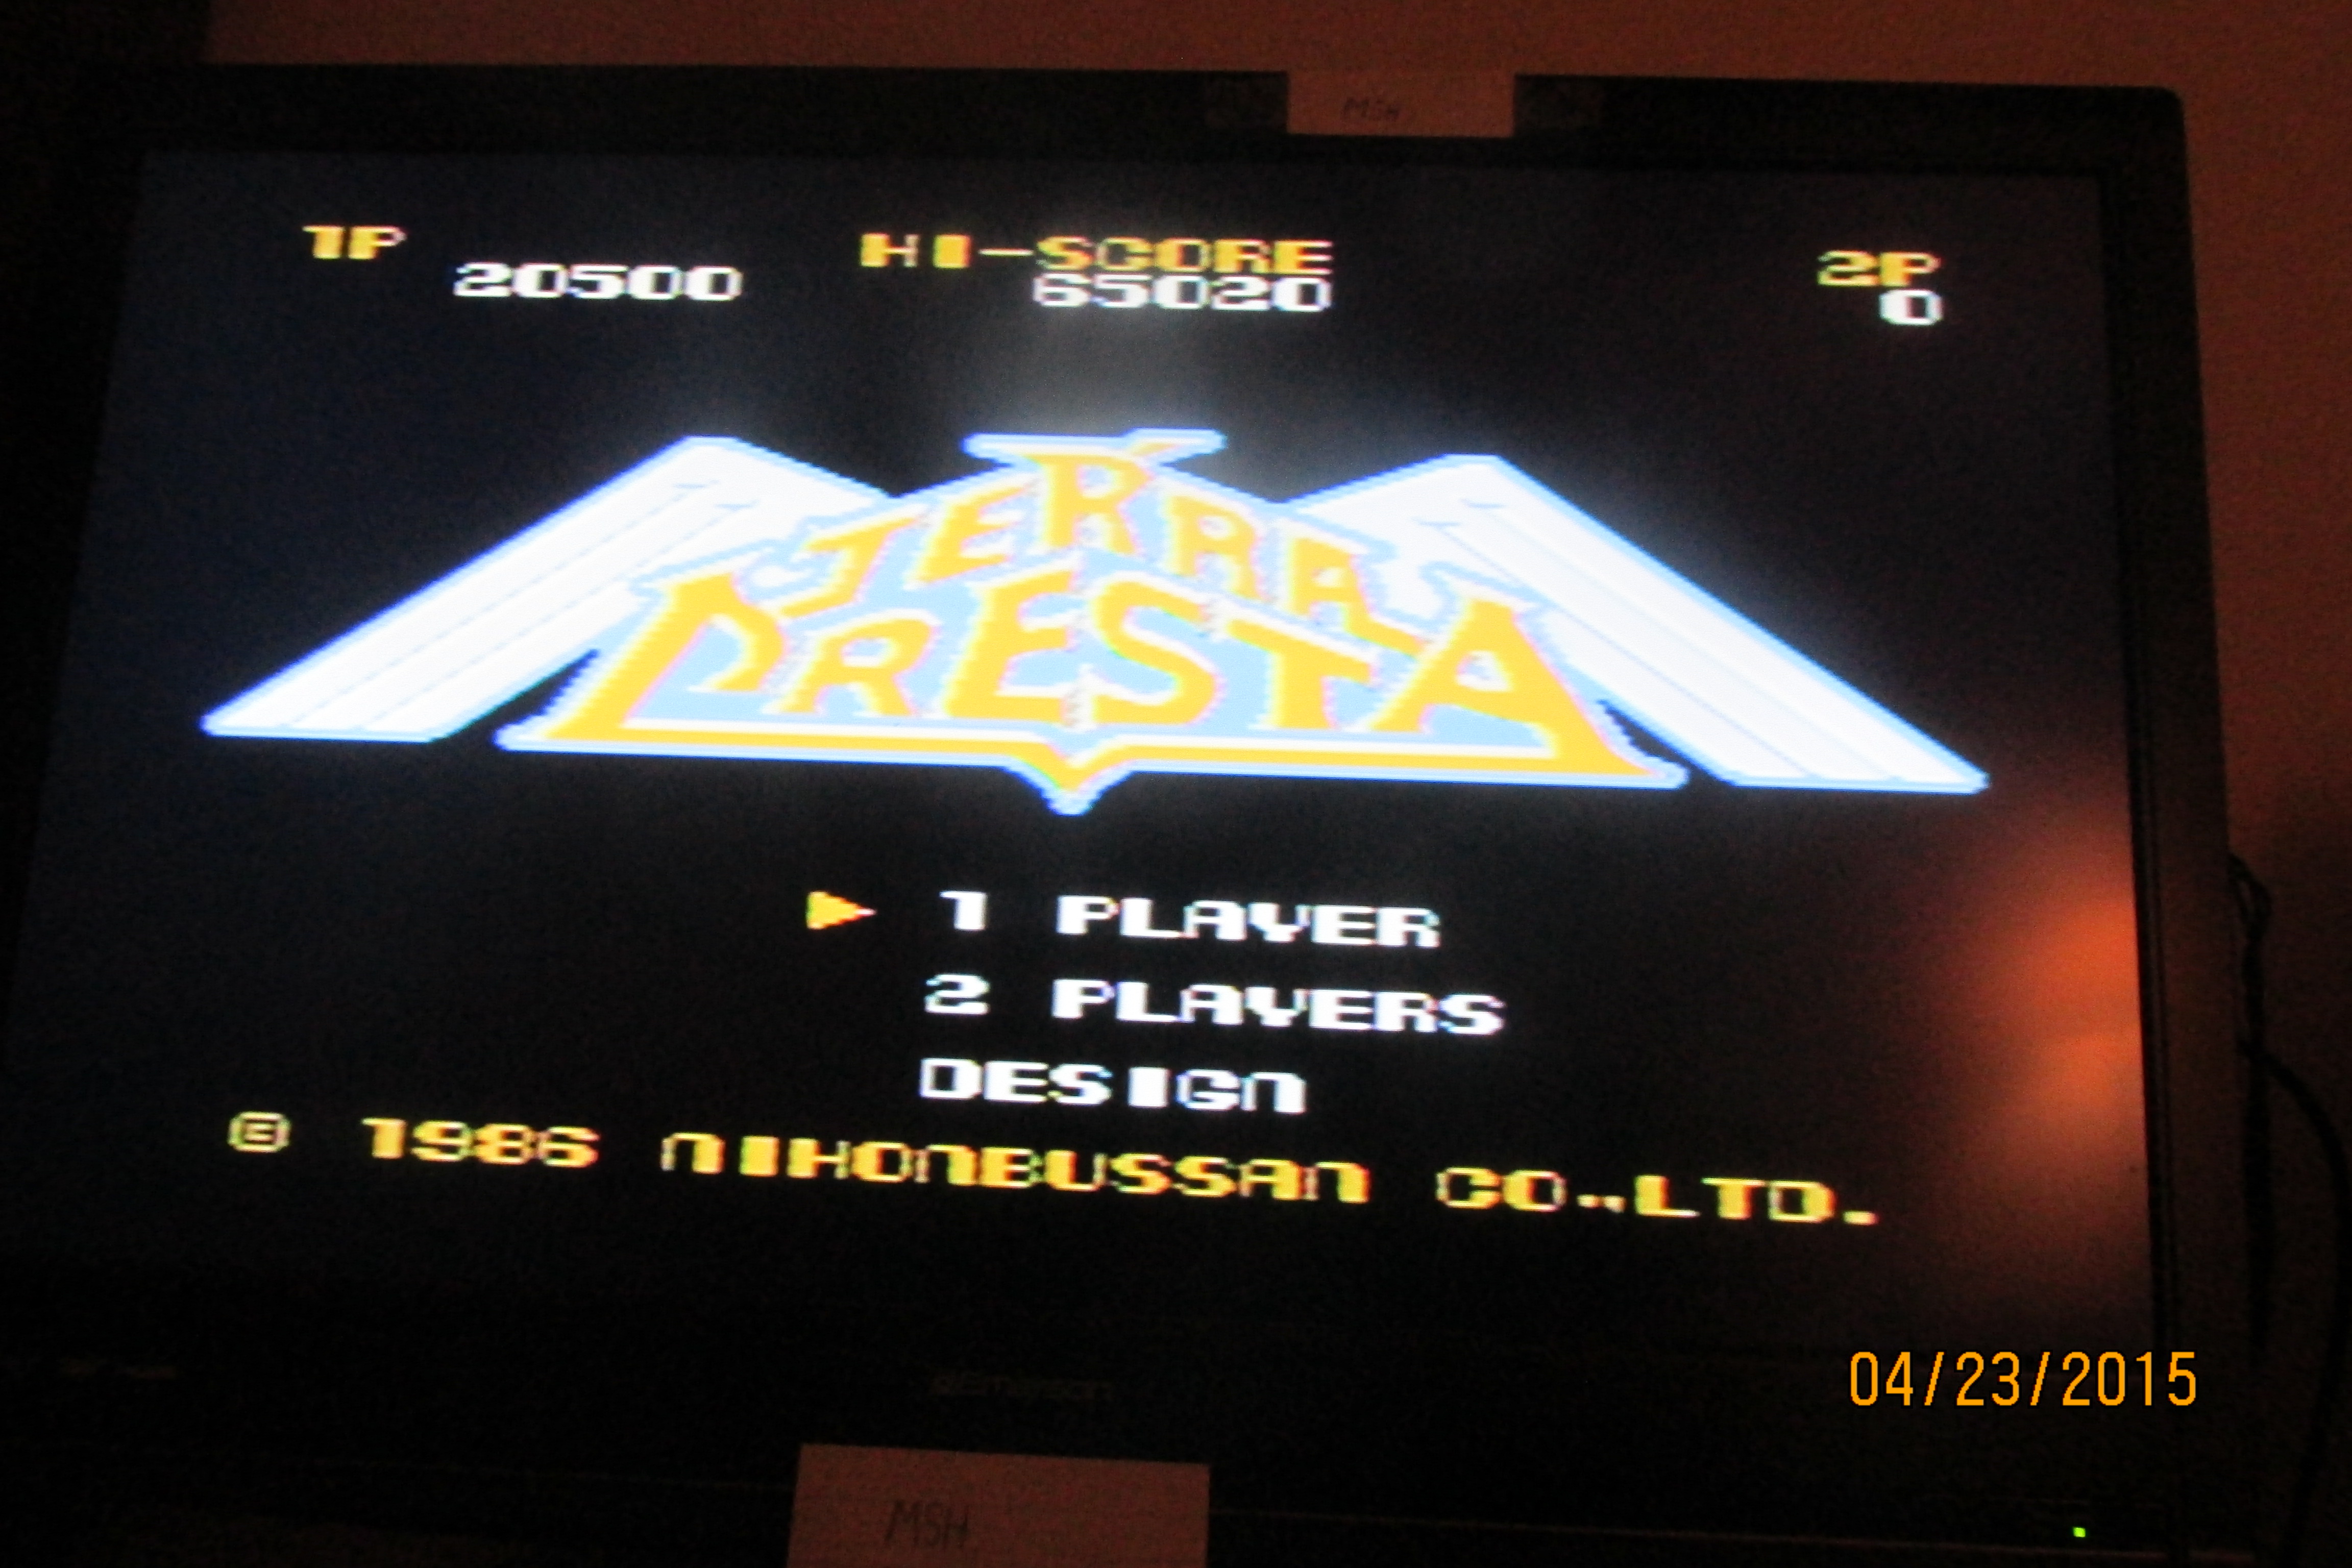 MSH
1P HI-SCORE 2P
20500 65020 0
TERRA
CRESTA
1 PLAYER
2 PLAYERS
DESIGN
© 1986 NIHONBUSSAN CO.,LTD.
emerson
04/23/2015
MSH